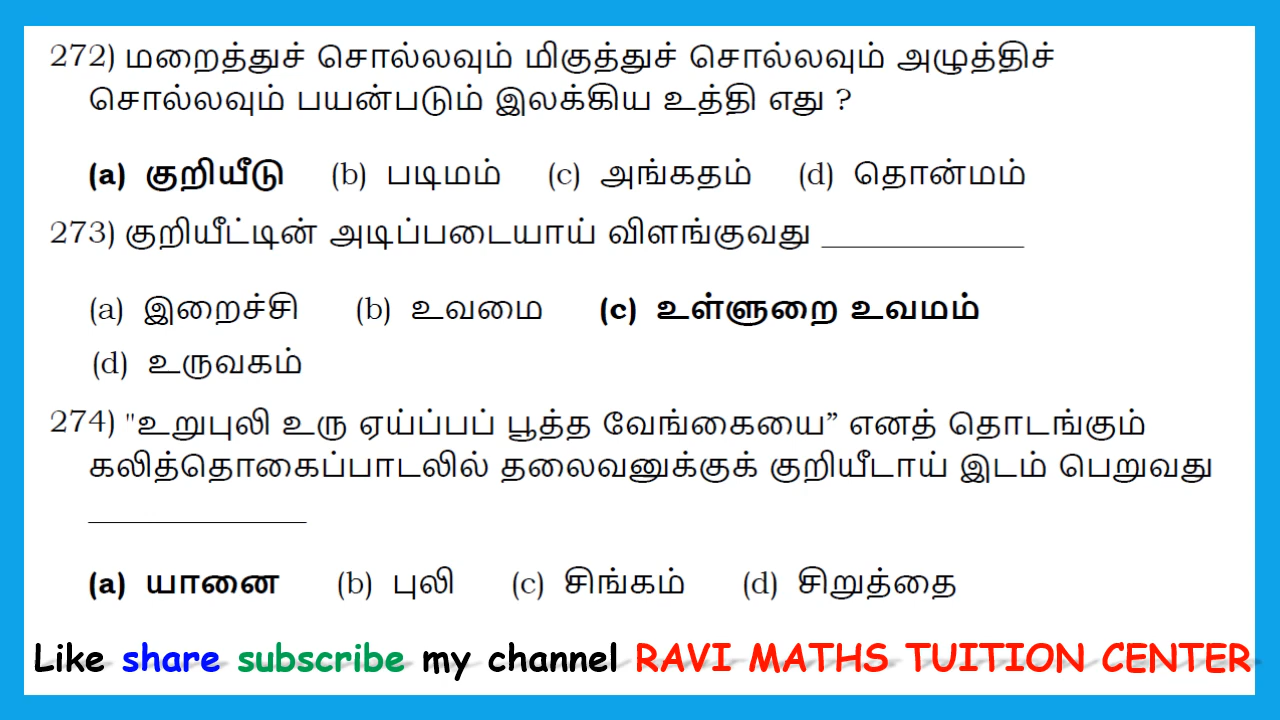 272) மறைத்துச் சொல்லவும் மிகுத்துச் சொல்லவும் அழுத்திச்
சொல்லவும் பயன்படும் இலக்கிய உத்தி எது ?
(a) குறியீடு (b) படிமம் (c) அங்கதம் (d) தொன்மம்
273) குறியீட்டின் அடிப்படையாய் விளங்குவது ____________
(a) இறைச்சி (b) உவமை (c) உள்ளுறை உவமம்
(d) உருவகம்
274) "உறுபுலி உரு ஏய்ப்பப் பூத்த வேங்கையை” எனத் தொடங்கும்
கலித்தொகைப்பாடலில் தலைவனுக்குக் குறியீடாய் இடம் பெறுவது
_____________
(a) யானை (b) புலி (c) சிங்கம் (d) சிறுத்தை
Like share subscribe my channel RAVI MATHS TUITION CENTER